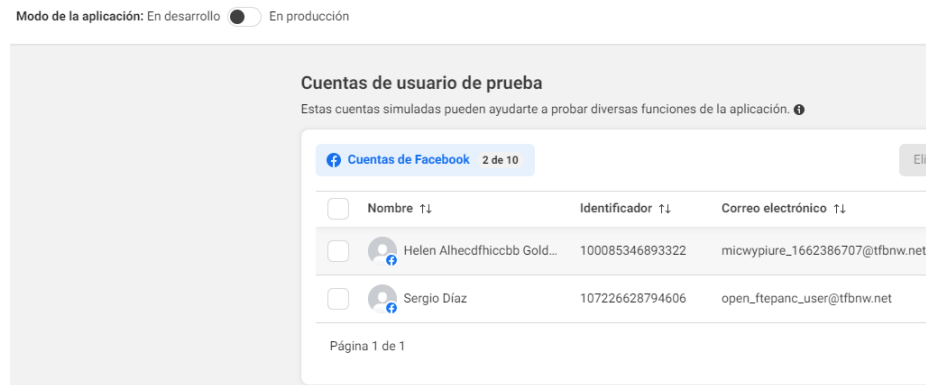 Modo de la aplicación: En desarrollo En producción
Cuentas de usuario de prueba
Estas cuentas simuladas pueden ayudarte a probar diversas funciones de la aplicación.
Cuentas de Facebook 2 de 10
Nombre ↑↓ Identificador ↑↓ Correo electrónico ↑↓
Helen Alhecdfhiccbb Gold... 100085346893322 micwypiure_1662386707@tfbnw.net
Sergio Díaz 107226628794606 open_ftepanc_user@tfbnw.net
Página 1 de 1